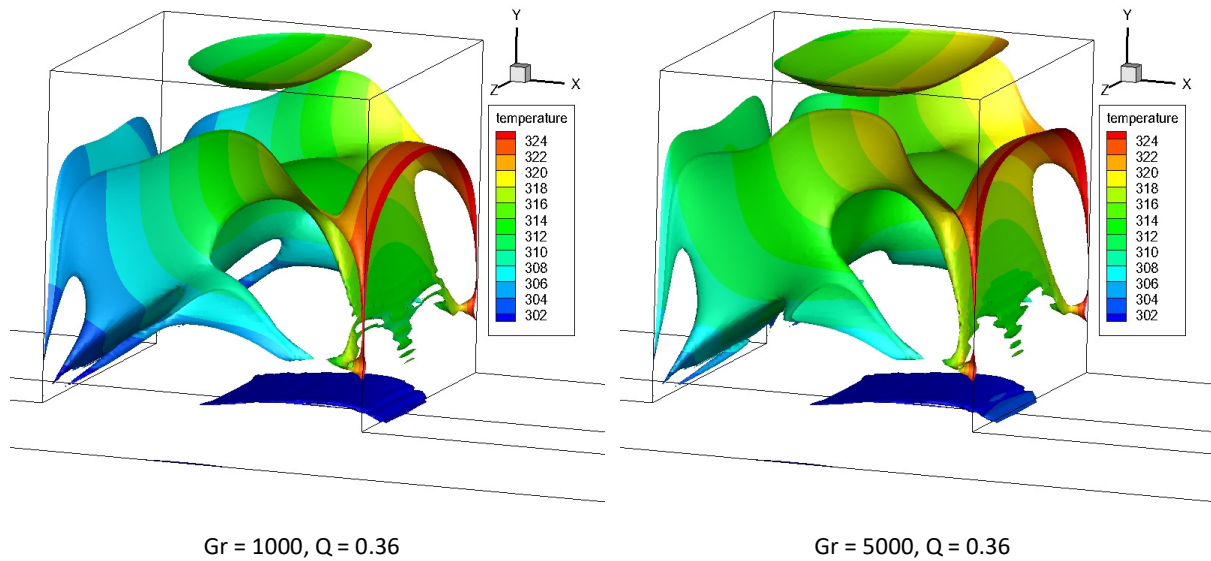 Y
X
Z
temperature
324
322
320
318
316
314
312
310
308
306
304
302
Y
X
Z
temperature
324
322
320
318
316
314
312
310
308
306
304
302
Gr = 1000, Q = 0.36
Gr = 5000, Q = 0.36